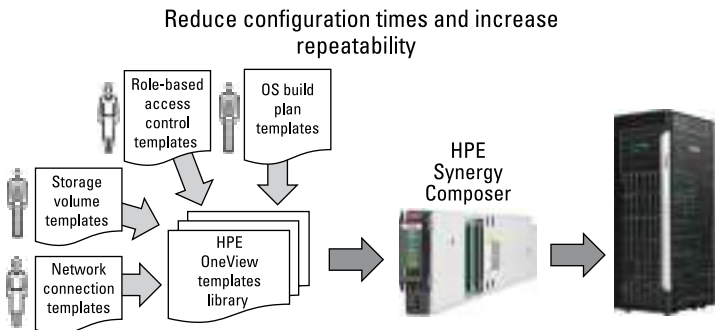 Reduce configuration times and increase
repeatability
Role-based
access
control
templates
OS build
plan
templates
Storage
volume
templates
Network
connection
templates
HPE
OneView
templates
library
HPE
Synergy
Composer